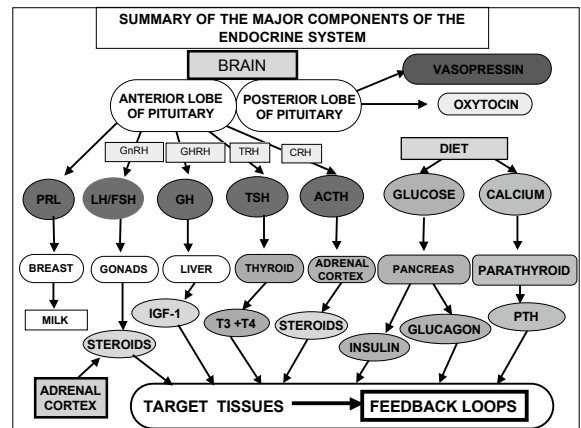 SUMMARY OF THE MAJOR COMPONENTS OF THE
ENDOCRINE SYSTEM
BRAIN
VASOPRESSIN
ANTERIOR LOBE
OF PITUITARY
POSTERIOR LOBE
OF PITUITARY
OXYTOCIN
GnRH
GHRH
TRH
CRH
DIET
PRL
LH/FSH
GH
TSH
ACTH
GLUCOSE
CALCIUM
BREAST
GONADS
LIVER
THYROID
ADRENAL
CORTEX
PANCREAS
PARATHYROID
MILK
IGF-1
T3 +T4
STEROIDS
GLUCAGON
PTH
STEROIDS
INSULIN
ADRENAL
CORTEX
TARGET TISSUES
FEEDBACK LOOPS